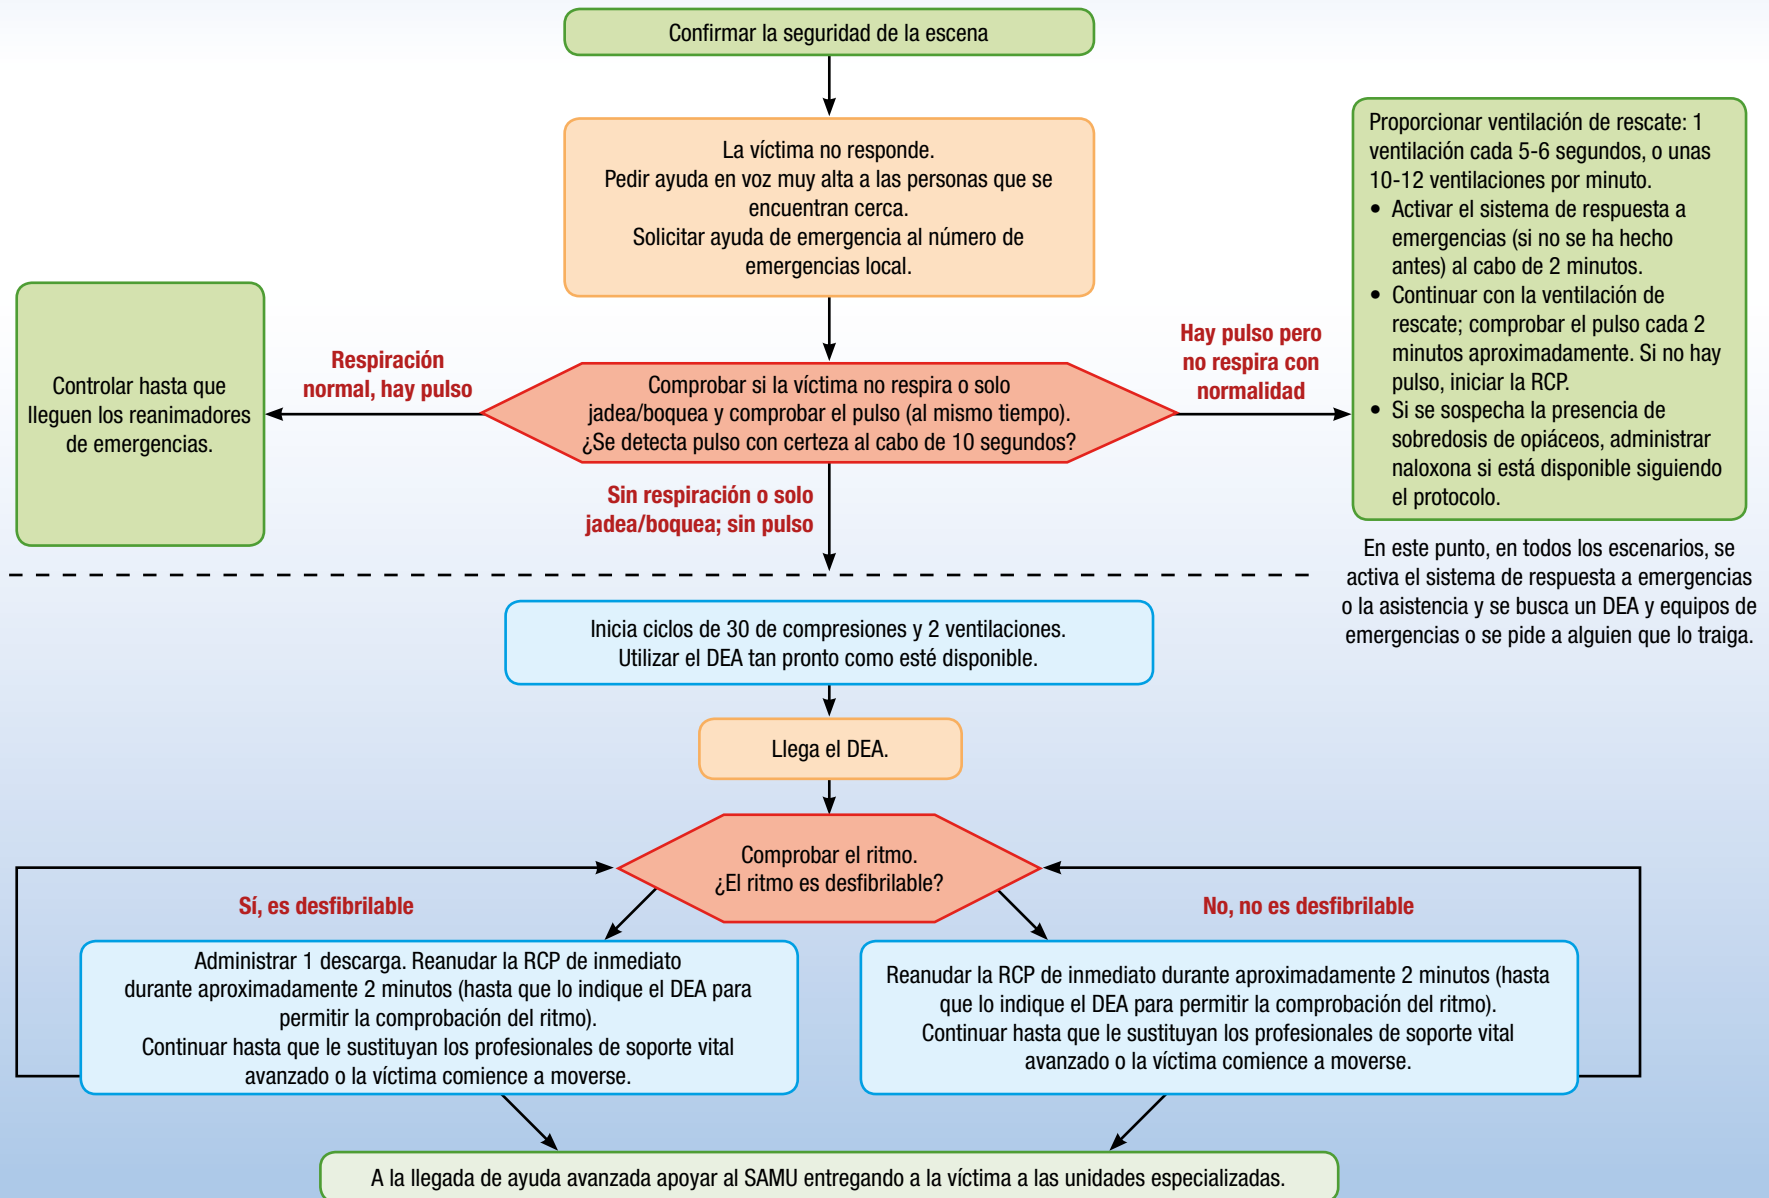 Confirmar la seguridad de la escena
La víctima no responde.
Pedir ayuda en voz muy alta a las personas que se
encuentran cerca.
Solicitar ayuda de emergencia al número de
emergencias local.
Controlar hasta que
lleguen los reanimadores
de emergencias.
Respiración
normal, hay pulso
Comprobar si la víctima no respira o solo
jadea/boquea y comprobar el pulso (al mismo tiempo).
¿Se detecta pulso con certeza al cabo de 10 segundos?
Hay pulso pero
no respira con
normalidad
Proporcionar ventilación de rescate: 1
ventilación cada 5-6 segundos, o unas
10-12 ventilaciones por minuto.
• Activar el sistema de respuesta a
emergencias (si no se ha hecho
antes) al cabo de 2 minutos.
• Continuar con la ventilación de
rescate; comprobar el pulso cada 2
minutos aproximadamente. Si no hay
pulso, iniciar la RCP.
• Si se sospecha la presencia de
sobredosis de opiáceos, administrar
naloxona si está disponible siguiendo
el protocolo.
Sin respiración o solo
jadea/boquea; sin pulso
En este punto, en todos los escenarios, se
activa el sistema de respuesta a emergencias
o la asistencia y se busca un DEA y equipos de
emergencias o se pide a alguien que lo traiga.
Inicia ciclos de 30 de compresiones y 2 ventilaciones.
Utilizar el DEA tan pronto como esté disponible.
Llega el DEA.
Comprobar el ritmo.
¿El ritmo es desfibrilable?
Sí, es desfibrilable
No, no es desfibrilable
Administrar 1 descarga. Reanudar la RCP de inmediato
durante aproximadamente 2 minutos (hasta que lo indique el DEA para
permitir la comprobación del ritmo).
Continuar hasta que le sustituyan los profesionales de soporte vital
avanzado o la víctima comience a moverse.
Reanudar la RCP de inmediato durante aproximadamente 2 minutos (hasta
que lo indique el DEA para permitir la comprobación del ritmo).
Continuar hasta que le sustituyan los profesionales de soporte vital
avanzado o la víctima comience a moverse.
A la llegada de ayuda avanzada apoyar al SAMU entregando a la víctima a las unidades especializadas.